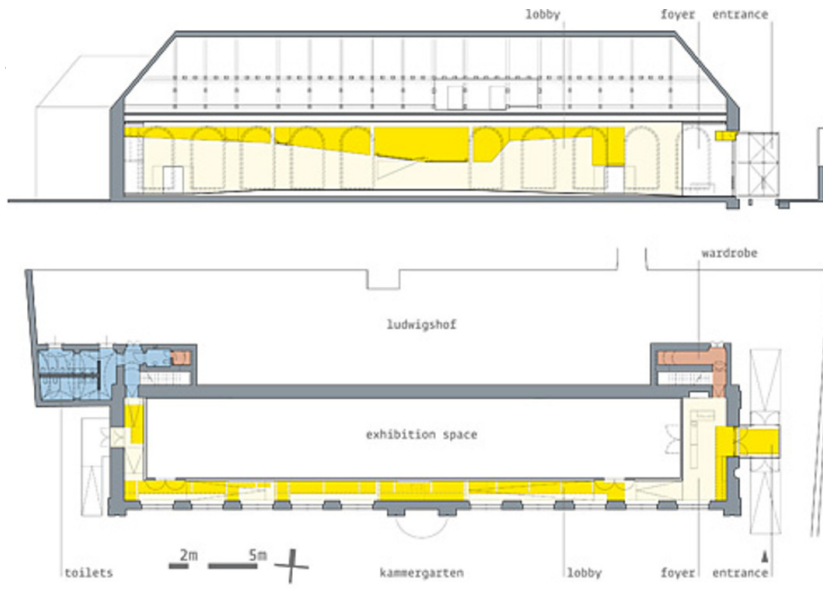 lobby
foyer
entrance
wardrobe
ludwigshof
exhibition space
2m
5m
toilets
kammergarten
lobby
foyer
entrance